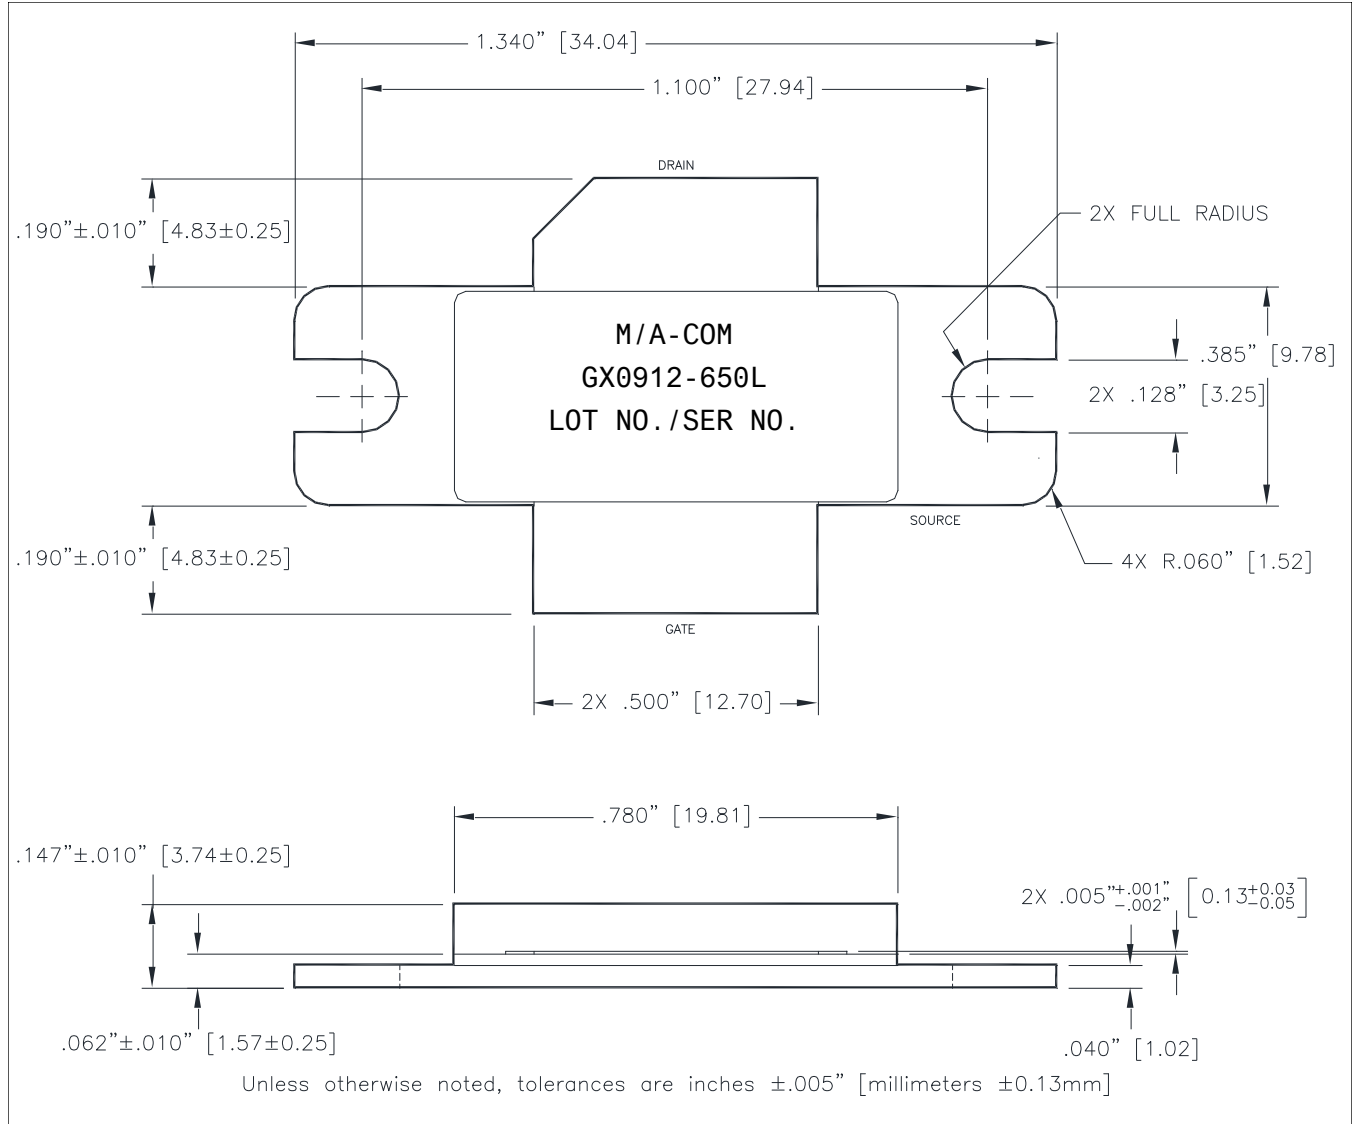 1.340” [34.04]
1.100” [27.94]
DRAIN
.190”±.010” [4.83±0.25]
2X FULL RADIUS
M/A-COM
GX0912-650L
LOT NO./SER NO.
.385” [9.78]
2X .128” [3.25]
SOURCE
.190”±.010” [4.83±0.25]
4X R.060” [1.52]
GATE
2X .500” [12.70]
.780” [19.81]
.147”±.010” [3.74±0.25]
2X .005”+.001” -.002” [0.13+0.03 -0.05]
.062”±.010” [1.57±0.25]
.040” [1.02]
Unless otherwise noted, tolerances are inches ±.005” [millimeters ±0.13mm]